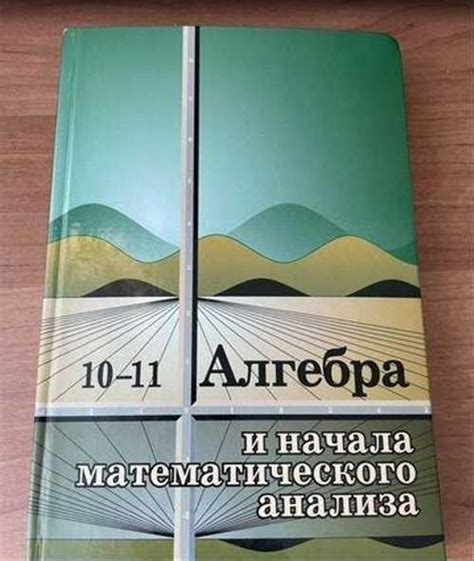 10–11 Алгебра
и начала
математического
анализа